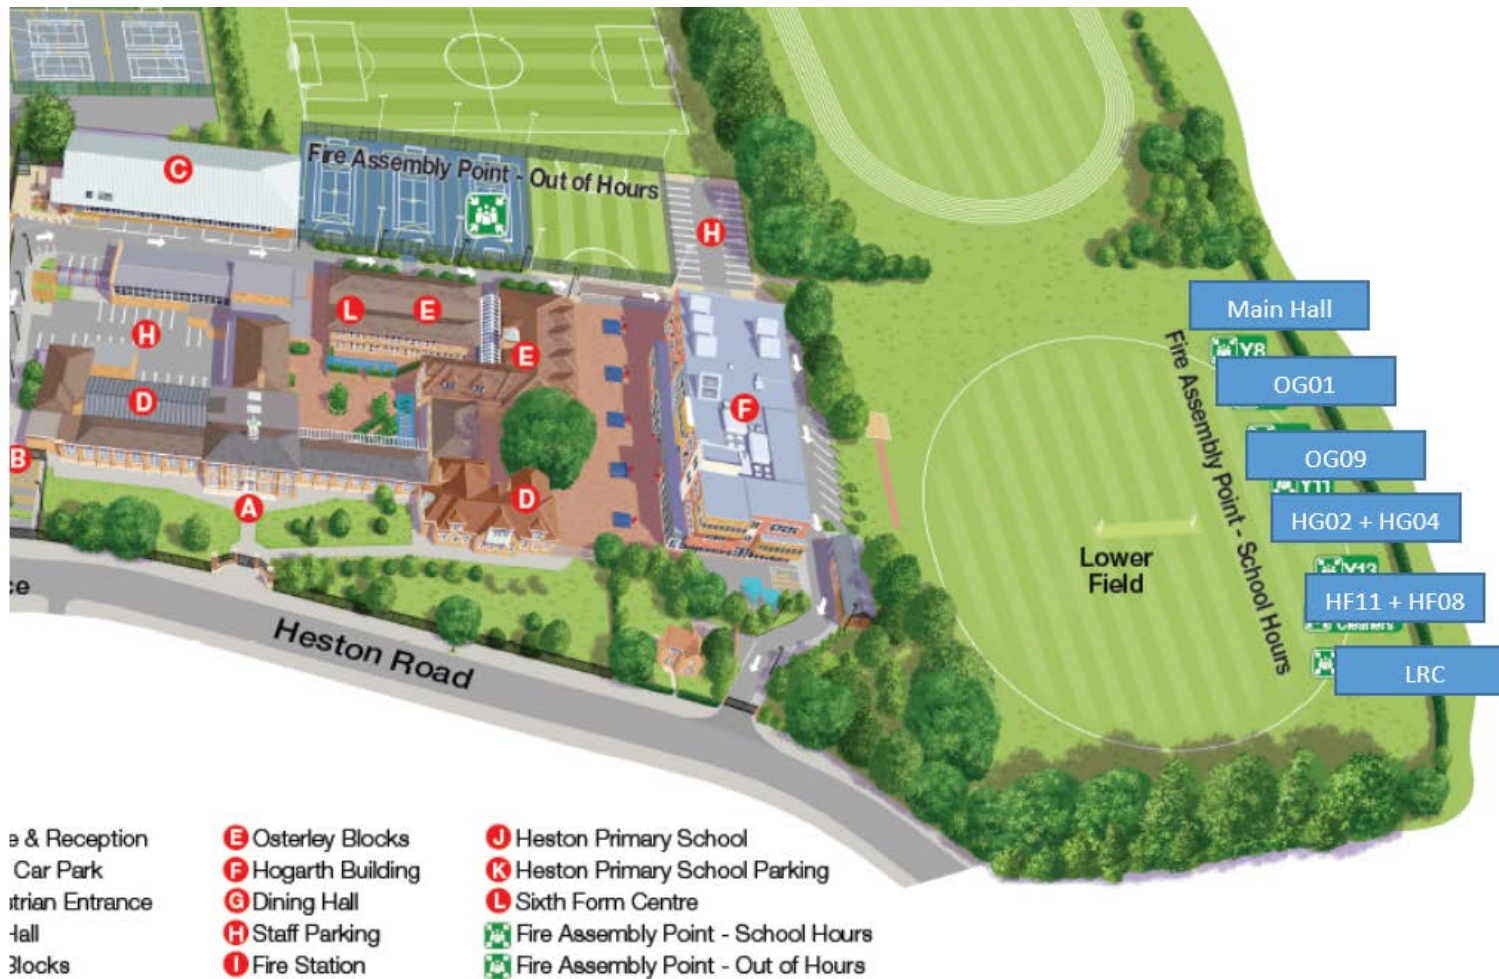 C
Fire Assembly Point - Out of Hours
H
L
E
H
E
D
F
B
A
D
Main Hall
Y8
OG01
OG09
Y11
HG02 + HG04
Y13
HF11 + HF08
Cleaners
LRC
Fire Assembly Point - School Hours
Lower
Field
Heston Road
ce
e & Reception
Car Park
strian Entrance
Hall
Blocks
E Osterley Blocks
F Hogarth Building
G Dining Hall
H Staff Parking
I Fire Station
J Heston Primary School
K Heston Primary School Parking
L Sixth Form Centre
Fire Assembly Point - School Hours
Fire Assembly Point - Out of Hours